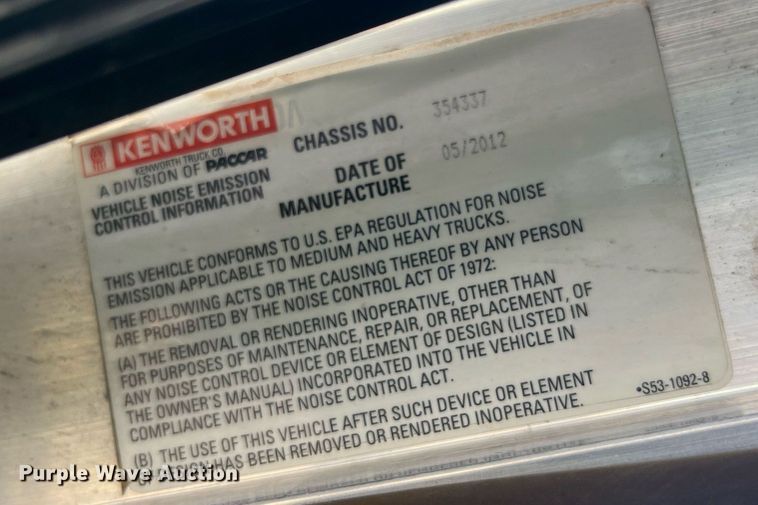 KENWORTH
KENWORTH TRUCK CO.
A DIVISION OF PACCAR
VEHICLE NOISE EMISSION
CONTROL INFORMATION
CHASSIS NO. 354337
DATE OF MANUFACTURE 05/2012
THIS VEHICLE CONFORMS TO U.S. EPA REGULATION FOR NOISE
EMISSION APPLICABLE TO MEDIUM AND HEAVY TRUCKS.
THE FOLLOWING ACTS OR THE CAUSING THEREOF BY ANY PERSON
ARE PROHIBITED BY THE NOISE CONTROL ACT OF 1972:
(A) THE REMOVAL OR RENDERING INOPERATIVE, OTHER THAN
FOR PURPOSES OF MAINTENANCE, REPAIR, OR REPLACEMENT, OF
ANY NOISE CONTROL DEVICE OR ELEMENT OF DESIGN (LISTED IN
THE OWNER'S MANUAL) INCORPORATED INTO THE VEHICLE IN
COMPLIANCE WITH THE NOISE CONTROL ACT.
(B) THE USE OF THIS VEHICLE AFTER SUCH DEVICE OR ELEMENT
OF DESIGN HAS BEEN REMOVED OR RENDERED INOPERATIVE.
•S53-1092-8
Purple Wave Auction